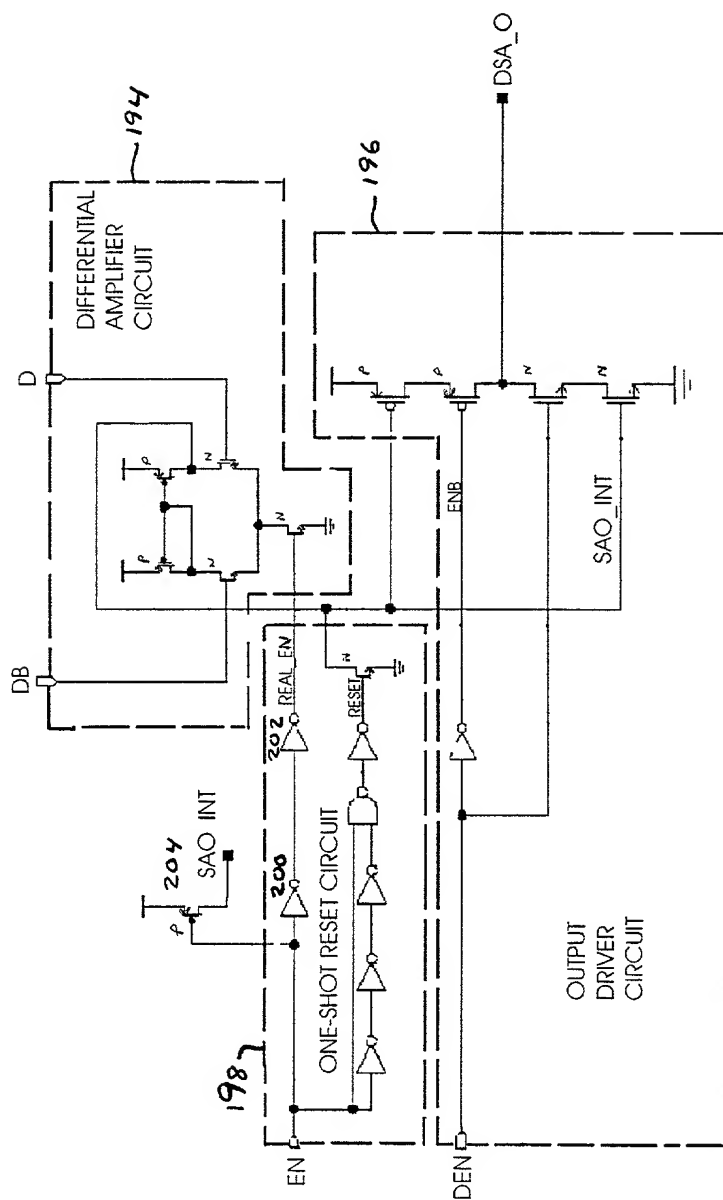 DB
D
DIFFERENTIAL
AMPLIFIER
CIRCUIT
194
P
P
N
N
N
204
P
SAO INT
200
202
REAL_EN
198
EN
ONE-SHOT RESET CIRCUIT
RESET
N
196
P
P
N
N
DSA_O
ENB
SAO_INT
DEN
OUTPUT
DRIVER
CIRCUIT